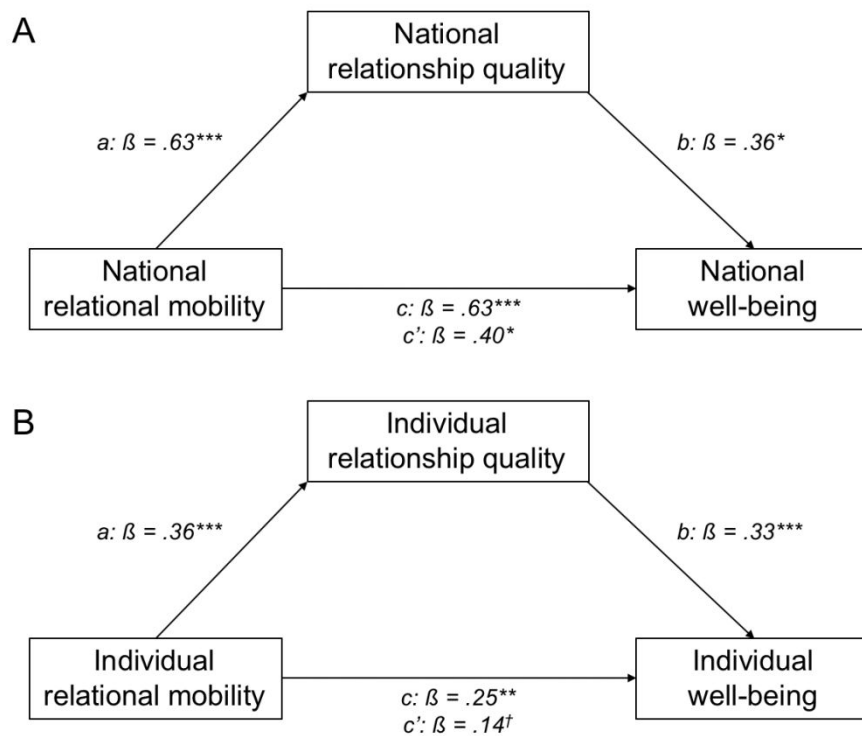 A
National
relationship quality
a: ß = .63***
b: ß = .36*
National
relational mobility
c: ß = .63***
c’: ß = .40*
National
well-being
B
Individual
relationship quality
a: ß = .36***
b: ß = .33***
Individual
relational mobility
c: ß = .25**
c’: ß = .14†
Individual
well-being